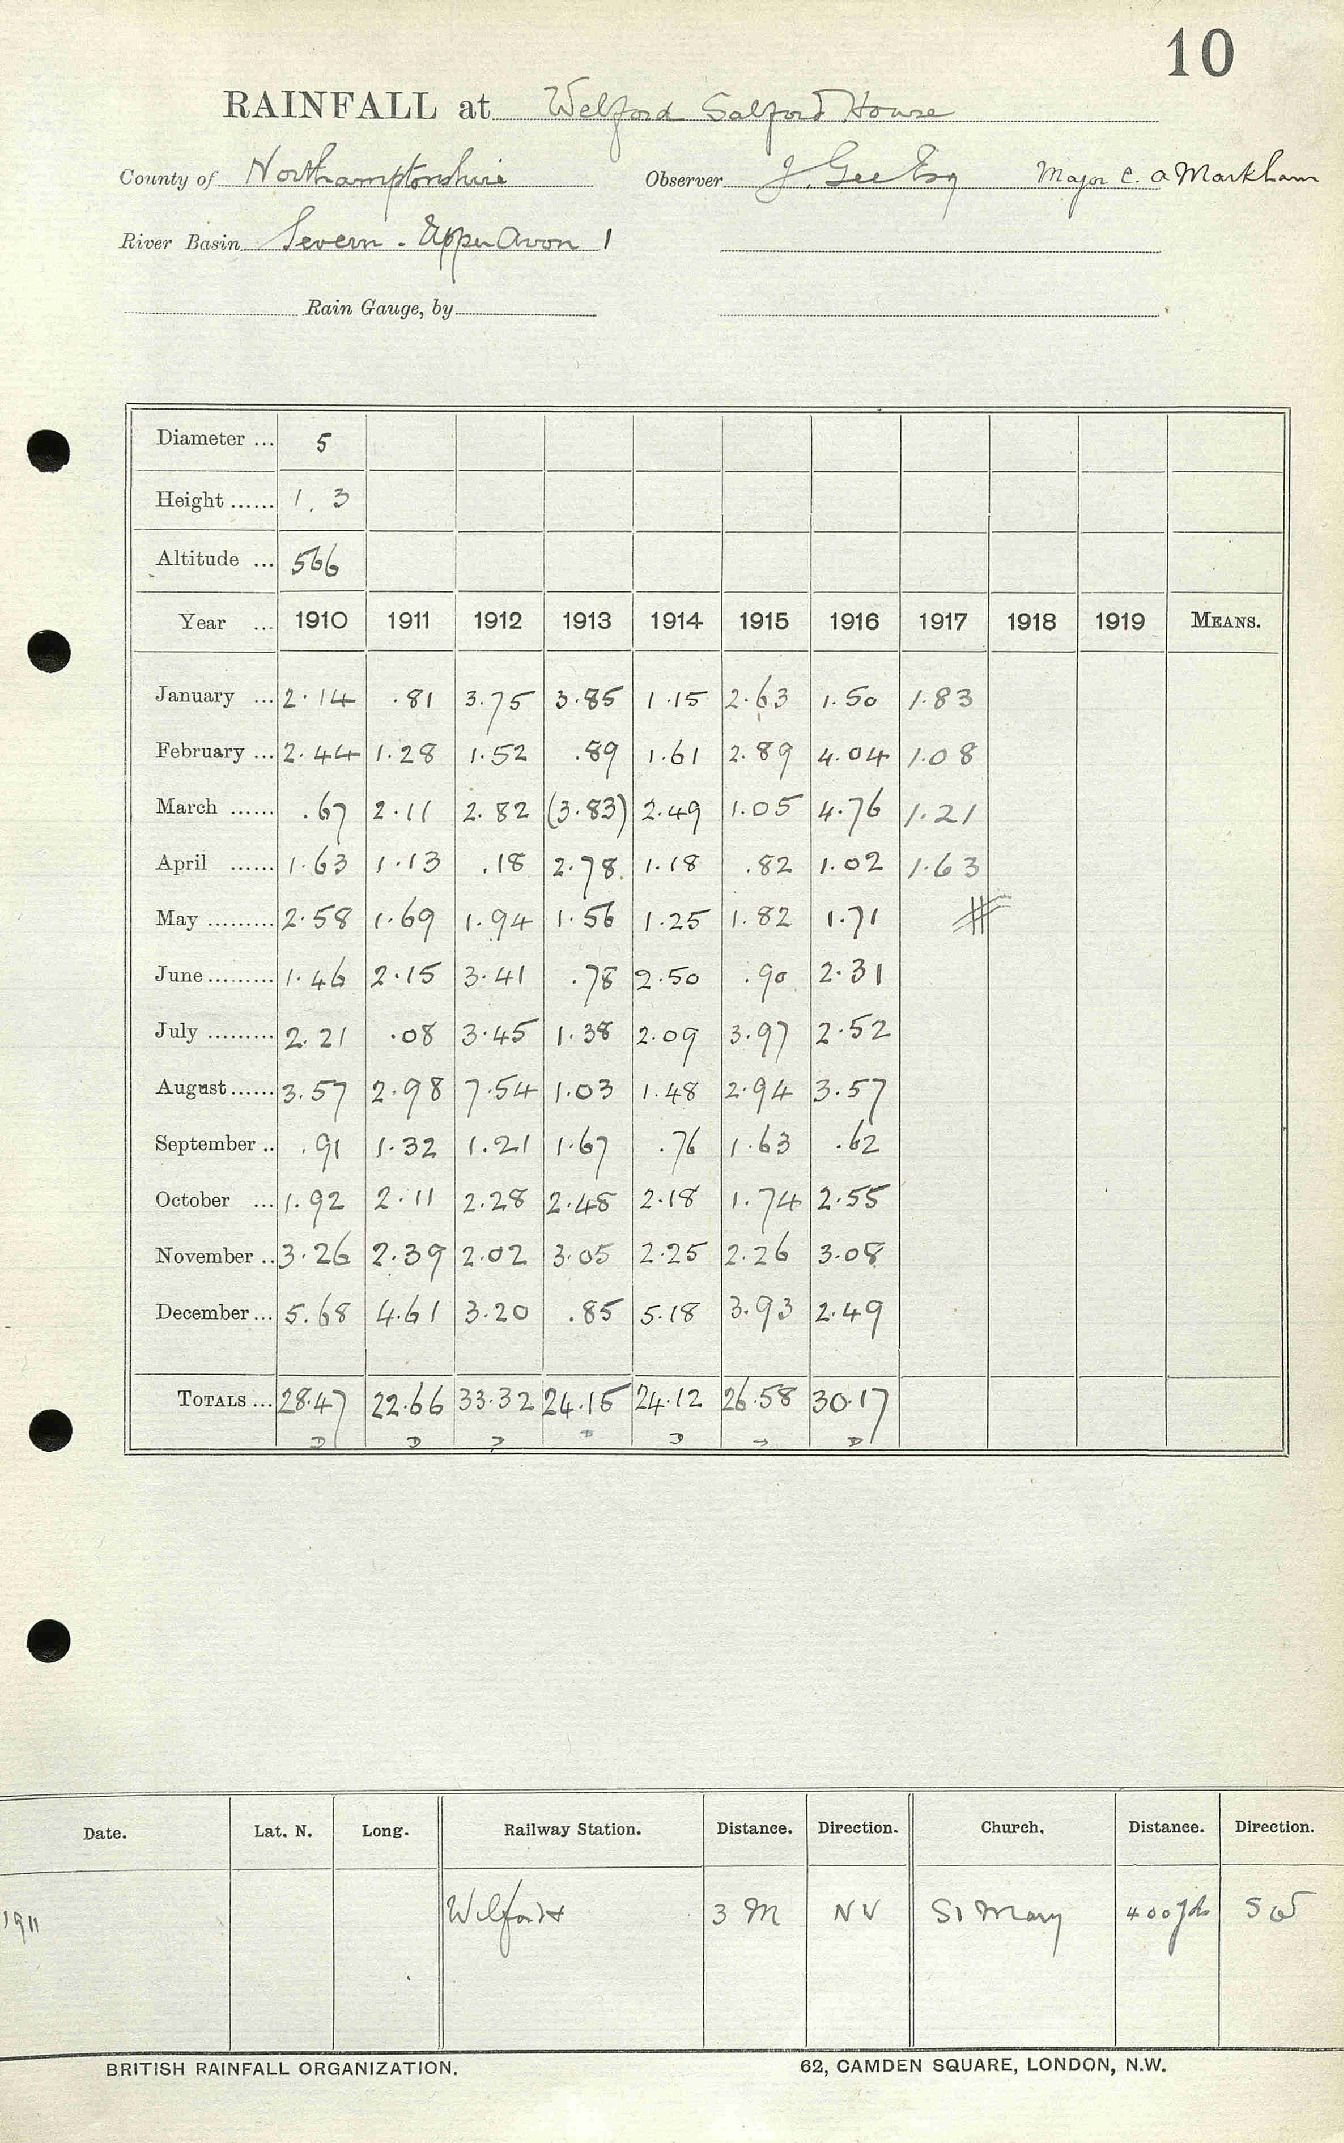 10
RAINFALL at Welford Salford House
County of Northamptonshire Observer J. Gee Esq Major C. A Markham
River Basin Severn - Upper Avon 1
Rain Gauge, by
Diameter ... 5
Height ...... 1. 3
Altitude ... 566
Year ... 1910 1911 1912 1913 1914 1915 1916 1917 1918 1919 MEANS.
January ... 2.14 .81 3.75 3.85 1.15 2.63 1.50 1.83
February ... 2.44 1.28 1.52 .89 1.61 2.89 4.04 1.08
March ...... .67 2.11 2.82 (3.83) 2.49 1.05 4.76 1.21
April ...... 1.63 1.13 .18 2.78 1.18 .82 1.02 1.63
May ......... 2.58 1.69 1.94 1.56 1.25 1.82 1.71 #
June ......... 1.46 2.15 3.41 .78 2.50 .90 2.31
July ......... 2.21 .08 3.45 1.38 2.09 3.97 2.52
August ...... 3.57 2.98 7.54 1.03 1.48 2.94 3.57
September .. .91 1.32 1.21 1.67 .76 1.63 .62
October ... 1.92 2.11 2.28 2.48 2.18 1.74 2.55
November .. 3.26 2.39 2.02 3.05 2.25 2.26 3.08
December ... 5.68 4.61 3.20 .85 5.18 3.93 2.49
TOTALS ... 28.47 22.66 33.32 24.15 24.12 26.58 30.17
Date. Lat. N. Long. Railway Station. Distance. Direction. Church. Distance. Direction.
1911 Welford 3 M NW St Mary 400 yds SW
BRITISH RAINFALL ORGANIZATION. 62, CAMDEN SQUARE, LONDON, N.W.